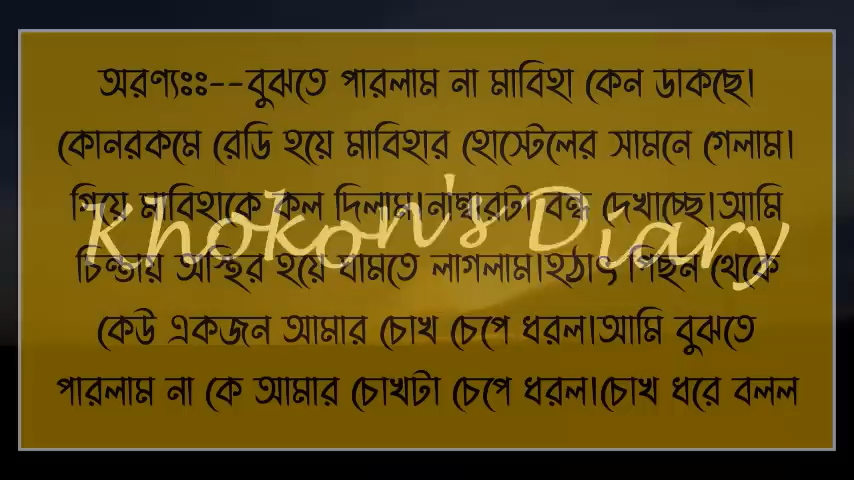 অরণ্যঃঃ--বুঝতে পারলাম না মাবিহা কেন ডাকছে।
কোনরকমে রেডি হয়ে মাবিহার হোস্টেলের সামনে গেলাম।
গিয়ে মাবিহাকে কল দিলাম।নাম্বারটা বন্ধ দেখাচ্ছে।আমি
Khokon's Diary
চিন্তায় অস্থির হয়ে ঘামতে লাগলাম।হঠাৎ পিছন থেকে
কেউ একজন আমার চোখ চেপে ধরল।আমি বুঝতে
পারলাম না কে আমার চোখটা চেপে ধরল।চোখ ধরে বলল